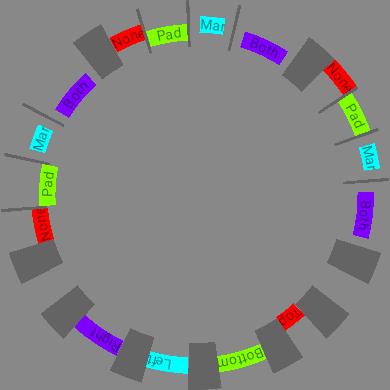 None
Pad
Mar
Both
None
Pad
Mar
Both
Top
Bottom
Left
Right
None
Pad
Mar
Both